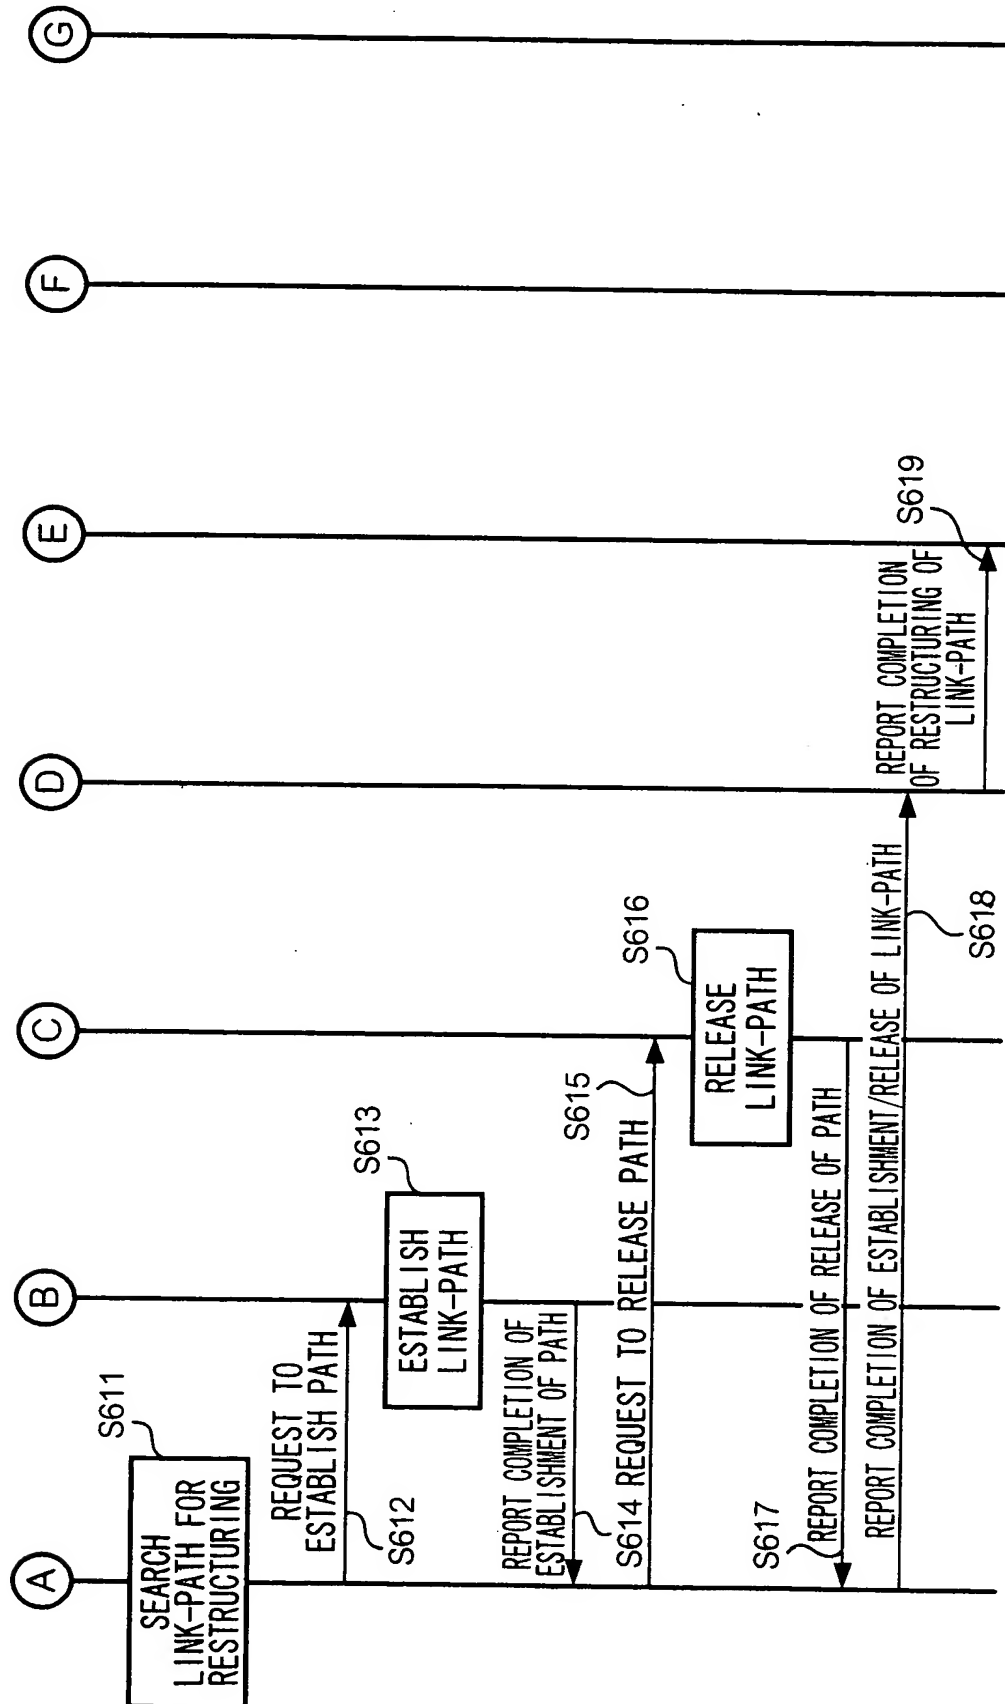 A
B
C
D
E
F
G
SEARCH
LINK-PATH FOR
RESTRUCTURING
S611
REQUEST TO
ESTABLISH PATH
S612
ESTABLISH
LINK-PATH
S613
REPORT COMPLETION OF
ESTABLISHMENT OF PATH
S614
REQUEST TO RELEASE PATH
S615
RELEASE
LINK-PATH
S616
REPORT COMPLETION OF RELEASE OF PATH
S617
REPORT COMPLETION OF ESTABLISHMENT/RELEASE OF LINK-PATH
S618
REPORT COMPLETION
OF RESTRUCTURING OF
LINK-PATH
S619